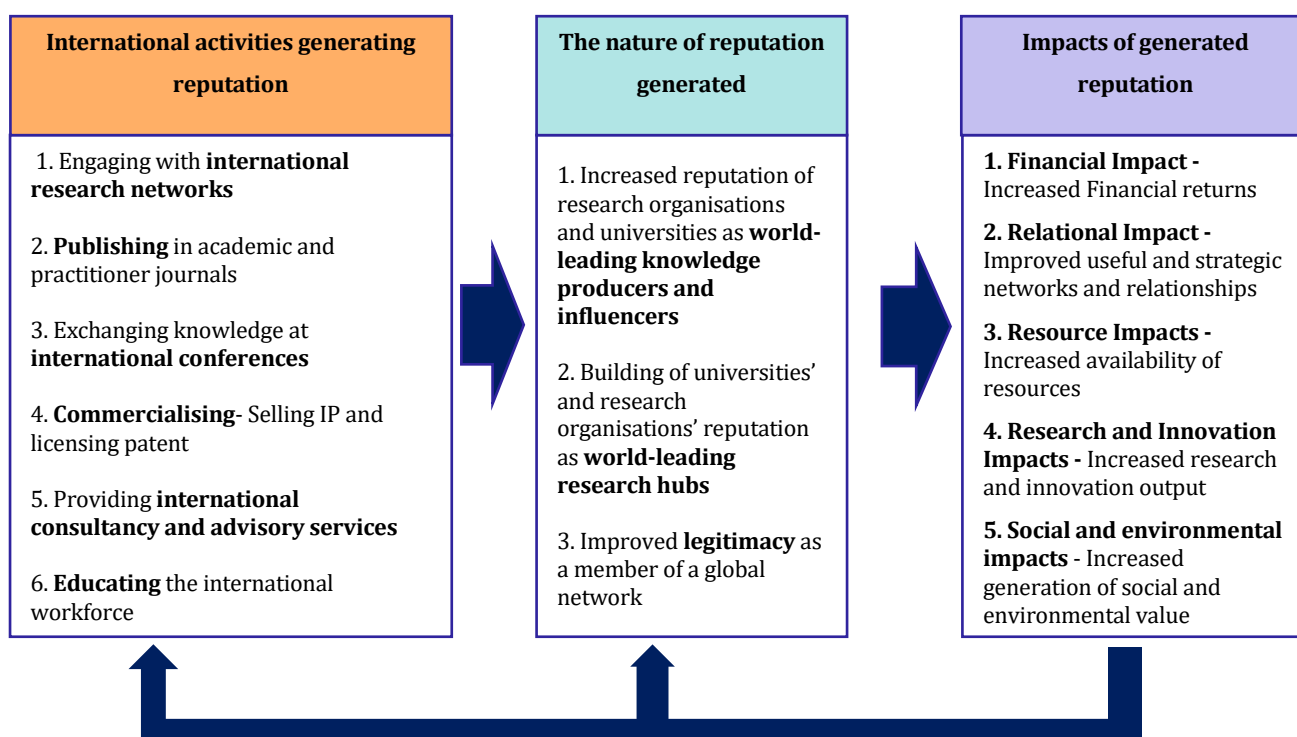 International activities generating
reputation
1. Engaging with international
research networks
2. Publishing in academic and
practitioner journals
3. Exchanging knowledge at
international conferences
4. Commercialising- Selling IP and
licensing patent
5. Providing international
consultancy and advisory services
6. Educating the international
workforce
The nature of reputation
generated
1. Increased reputation of
research organisations
and universities as world-
leading knowledge
producers and
influencers
2. Building of universities’
and research
organisations’ reputation
as world-leading
research hubs
3. Improved legitimacy as
a member of a global
network
Impacts of generated
reputation
1. Financial Impact -
Increased Financial returns
2. Relational Impact -
Improved useful and strategic
networks and relationships
3. Resource Impacts -
Increased availability of
resources
4. Research and Innovation
Impacts - Increased research
and innovation output
5. Social and environmental
impacts - Increased
generation of social and
environmental value